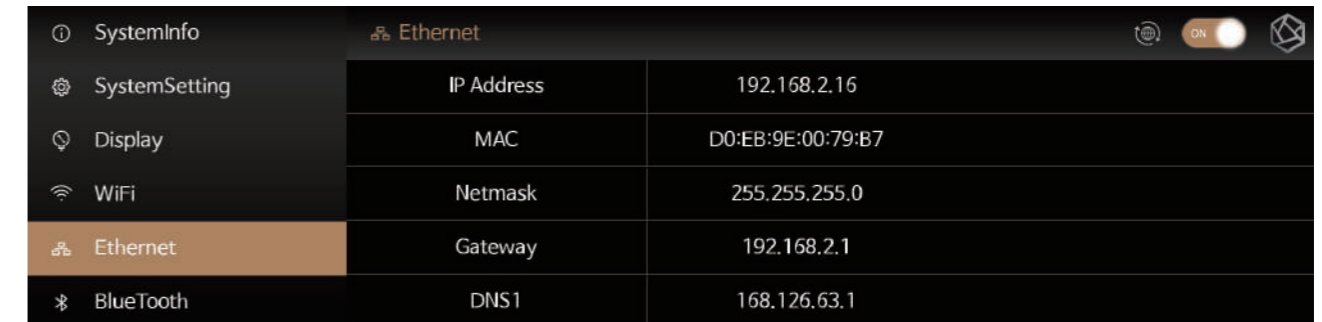 SystemInfo
Ethernet
ON
SystemSetting
IP Address 192.168.2.16
Display
MAC D0:EB:9E:00:79:B7
WiFi
Netmask 255.255.255.0
Ethernet
Gateway 192.168.2.1
BlueTooth
DNS1 168.126.63.1